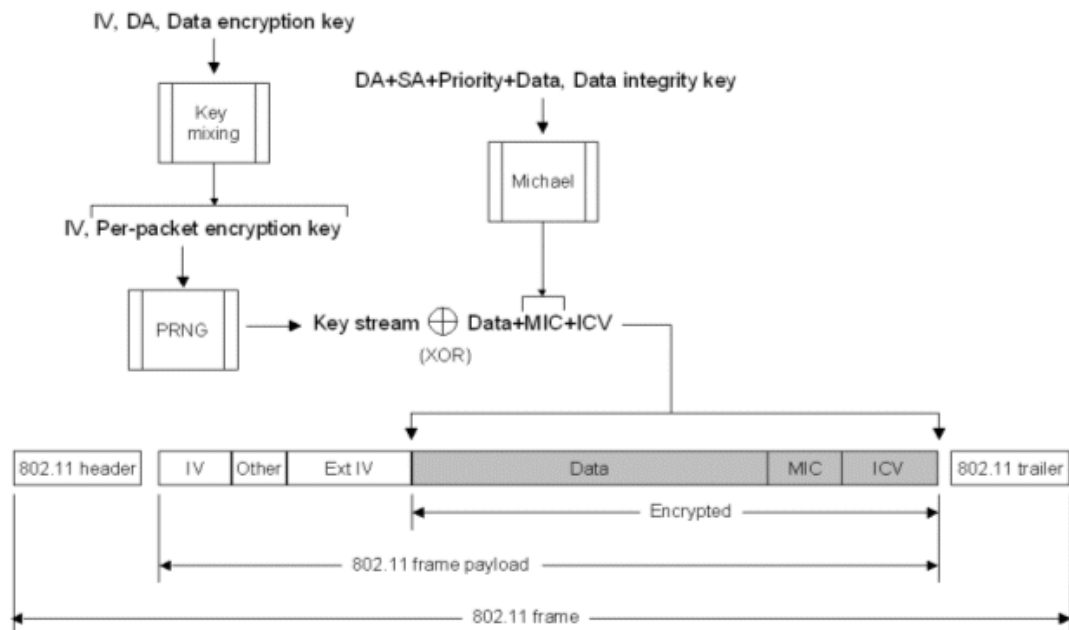 IV, DA, Data encryption key
DA+SA+Priority+Data, Data integrity key
Key
mixing
Michael
IV, Per-packet encryption key
PRNG
Key stream ⊕ Data+MIC+ICV
(XOR)
802.11 header IV Other Ext IV Data MIC ICV 802.11 trailer
Encrypted
802.11 frame payload
802.11 frame